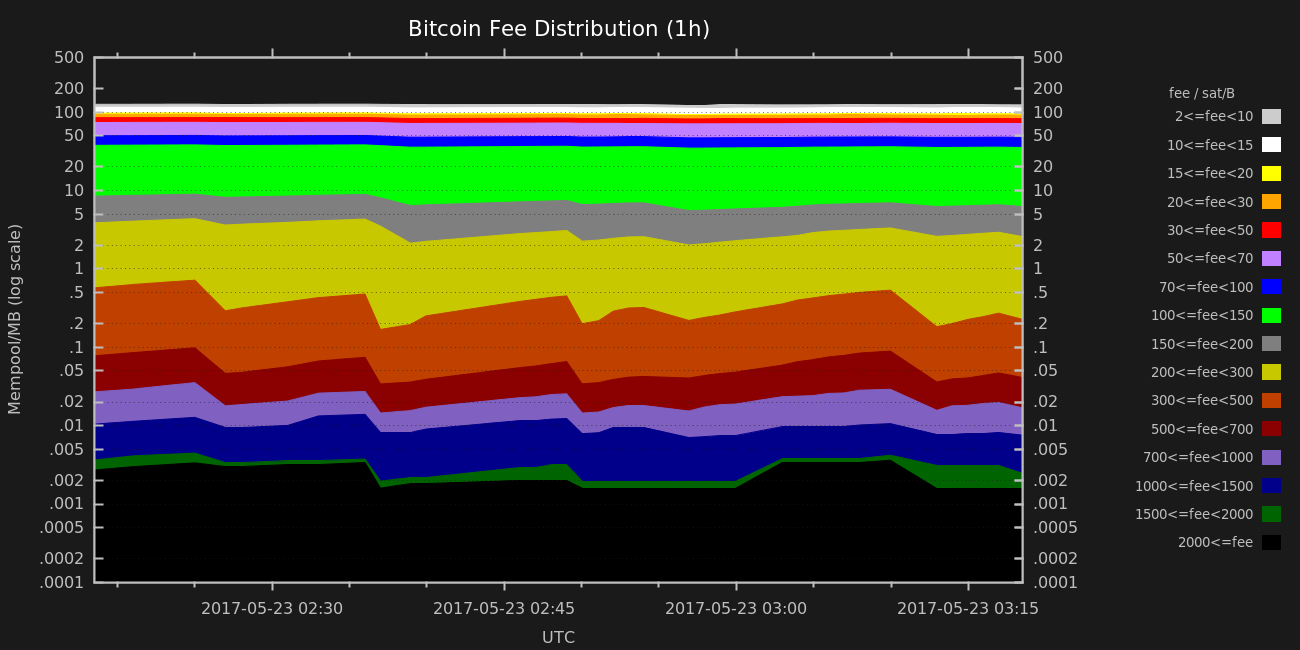 Bitcoin Fee Distribution (1h)
Mempool/MB (log scale)
500
200
100
50
20
10
5
2
1
.5
.2
.1
.05
.02
.01
.005
.002
.001
.0005
.0002
.0001
500
200
100
50
20
10
5
2
1
.5
.2
.1
.05
.02
.01
.005
.002
.001
.0005
.0002
.0001
2017-05-23 02:30 2017-05-23 02:45 2017-05-23 03:00 2017-05-23 03:15
UTC
fee / sat/B
2<=fee<10
10<=fee<15
15<=fee<20
20<=fee<30
30<=fee<50
50<=fee<70
70<=fee<100
100<=fee<150
150<=fee<200
200<=fee<300
300<=fee<500
500<=fee<700
700<=fee<1000
1000<=fee<1500
1500<=fee<2000
2000<=fee